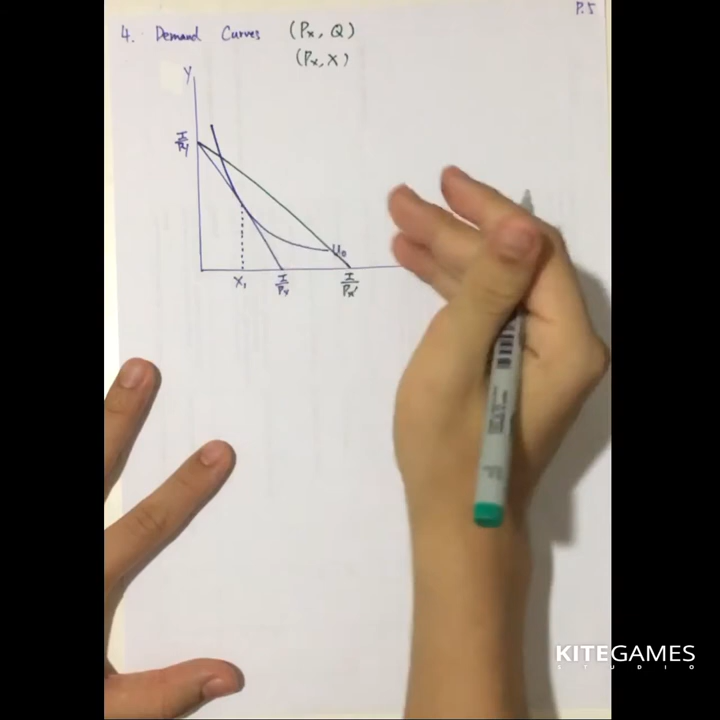 P.5
4. Demand Curves (Px, Q)
(Px, X)
Y
I/Py
U0
X1 I/Px I/Px'
KITEGAMES
STUDIO